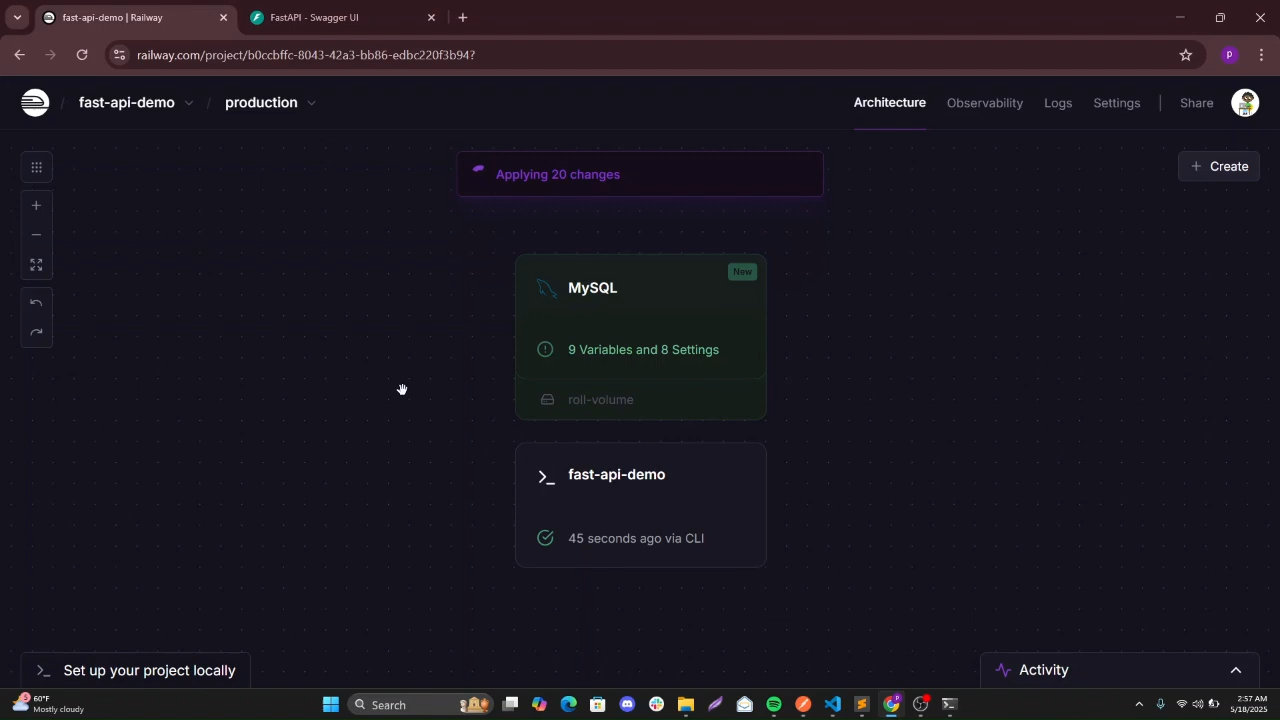 fast-api-demo | Railway
FastAPI - Swagger UI
railway.com/project/b0ccbffc-8043-42a3-bb86-edbc220f3b94?
p
fast-api-demo
production
Architecture
Observability
Logs
Settings
Share
Applying 20 changes
Create
MySQL
New
9 Variables and 8 Settings
roll-volume
fast-api-demo
45 seconds ago via CLI
Set up your project locally
Activity
5
60°F
Mostly cloudy
Search
2:57 AM
5/18/2025